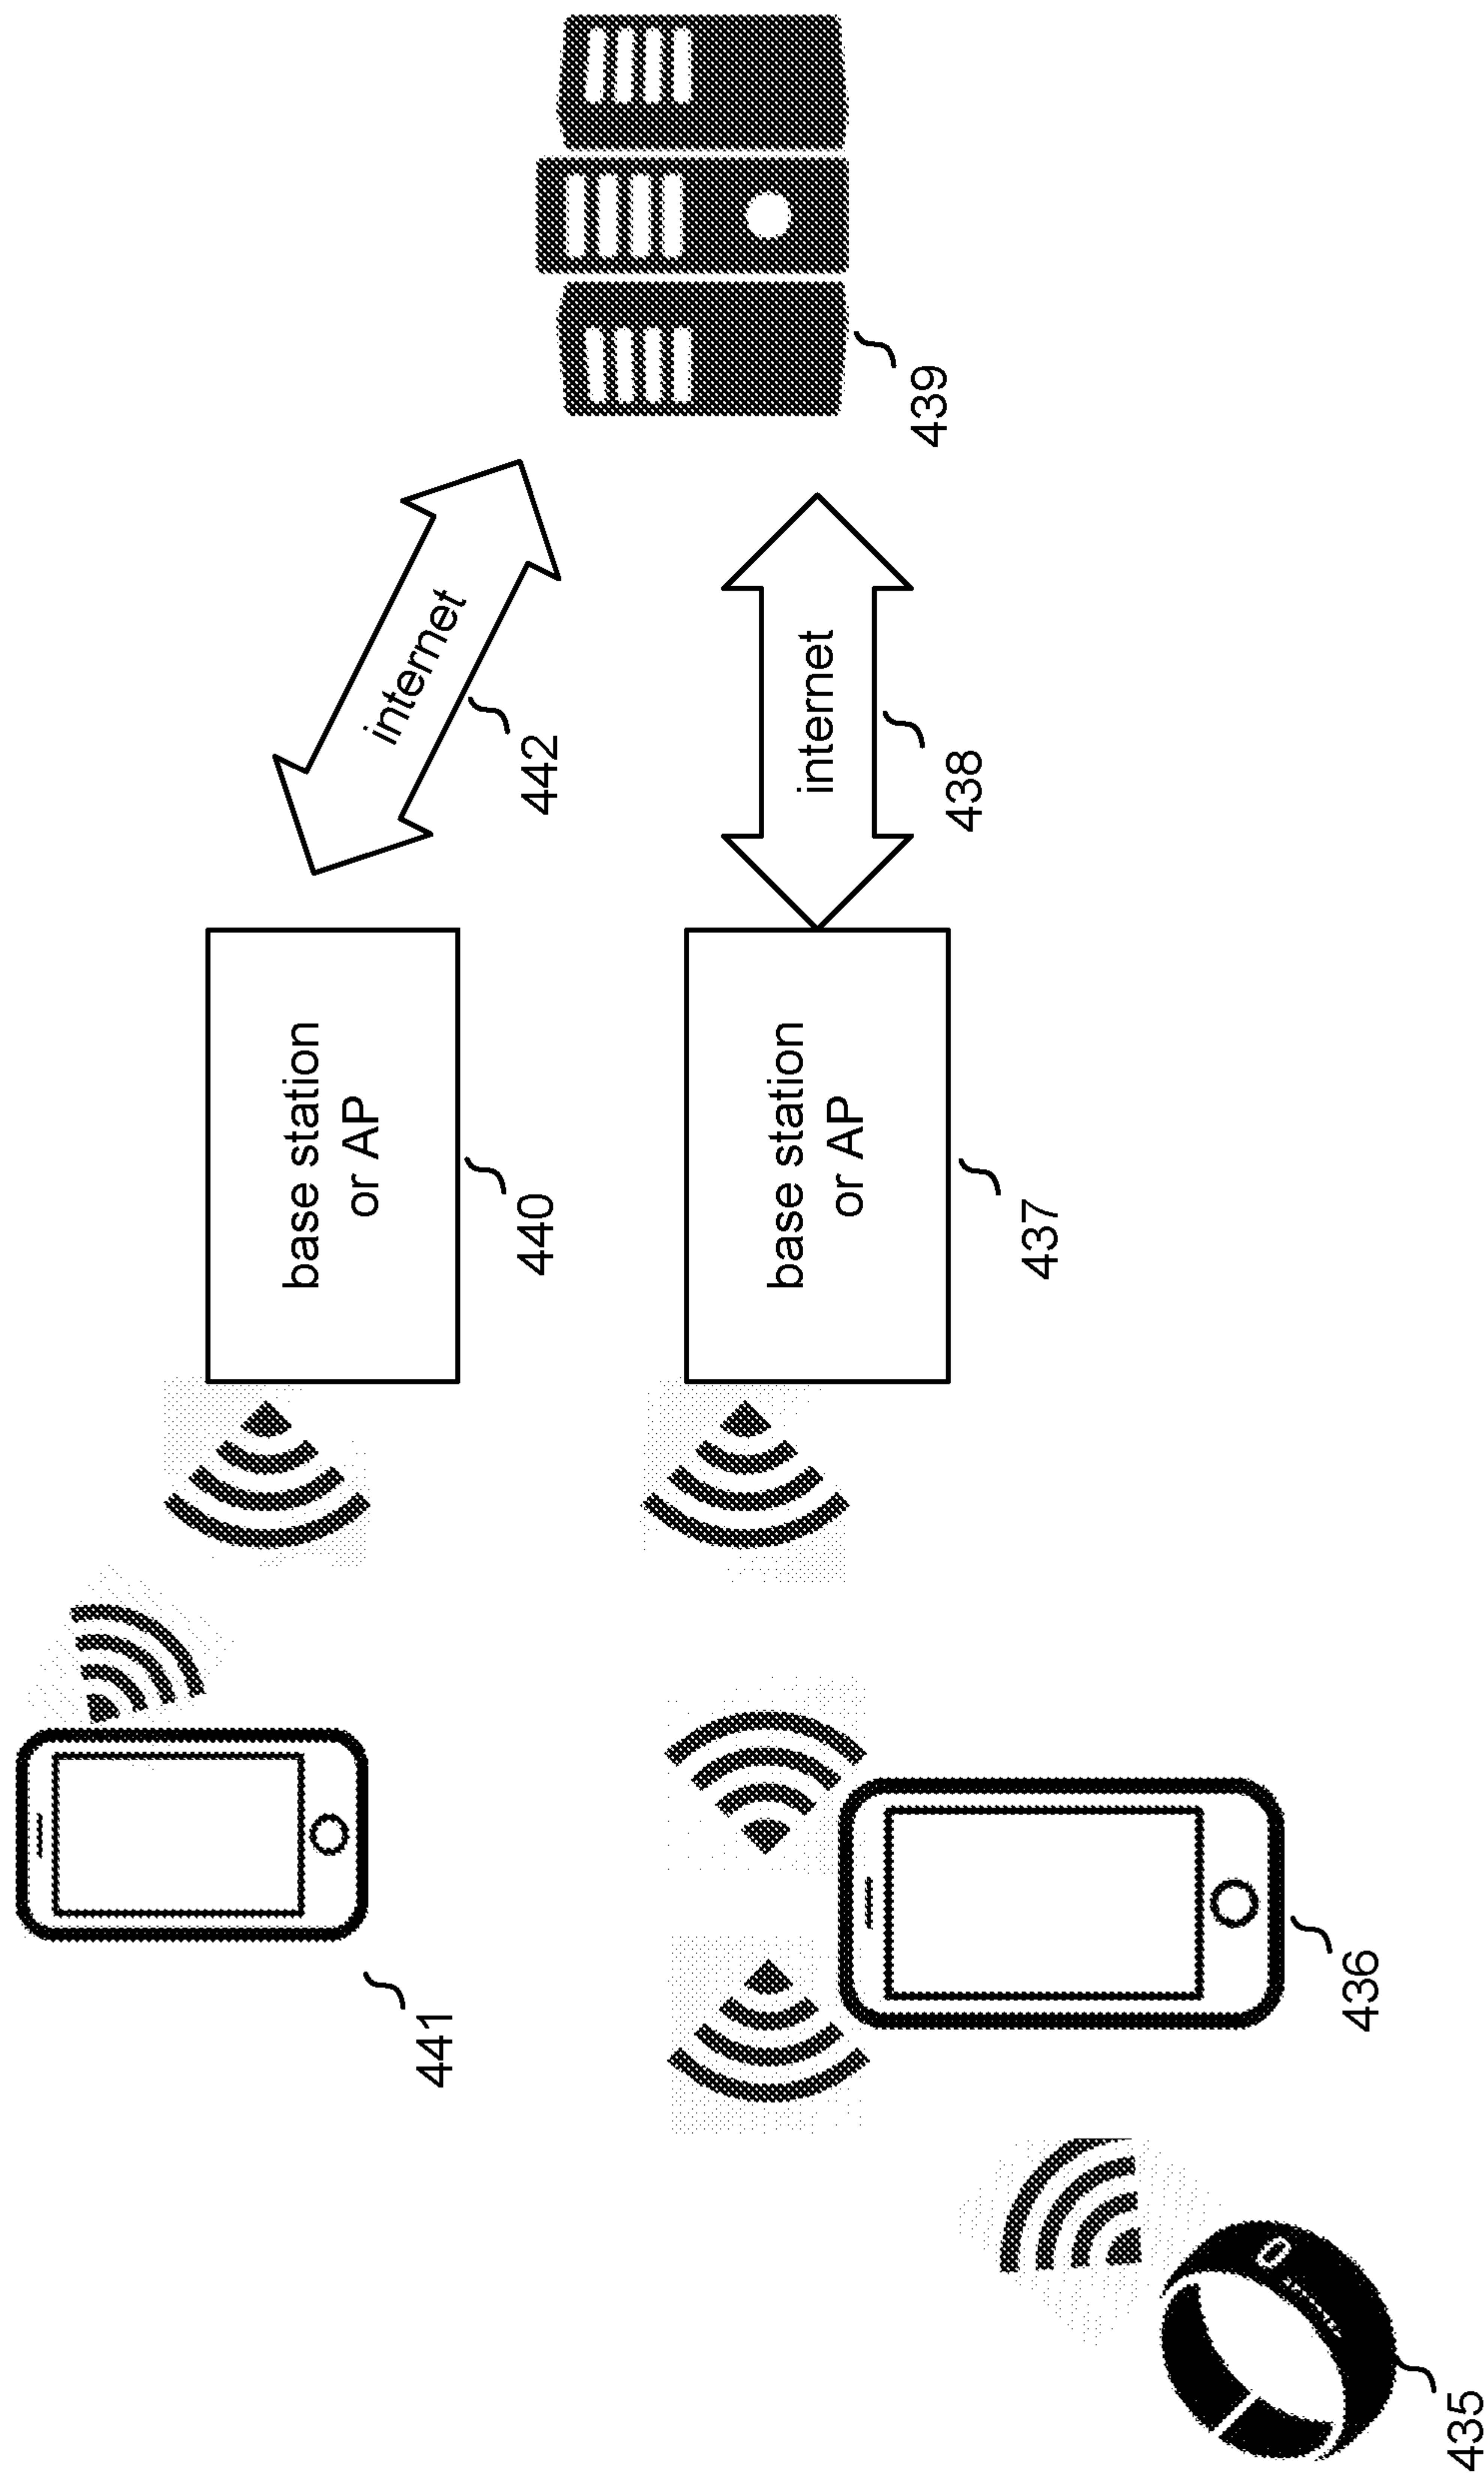 441
base station
or AP
440
internet
442
439
435
436
base station
or AP
437
internet
438